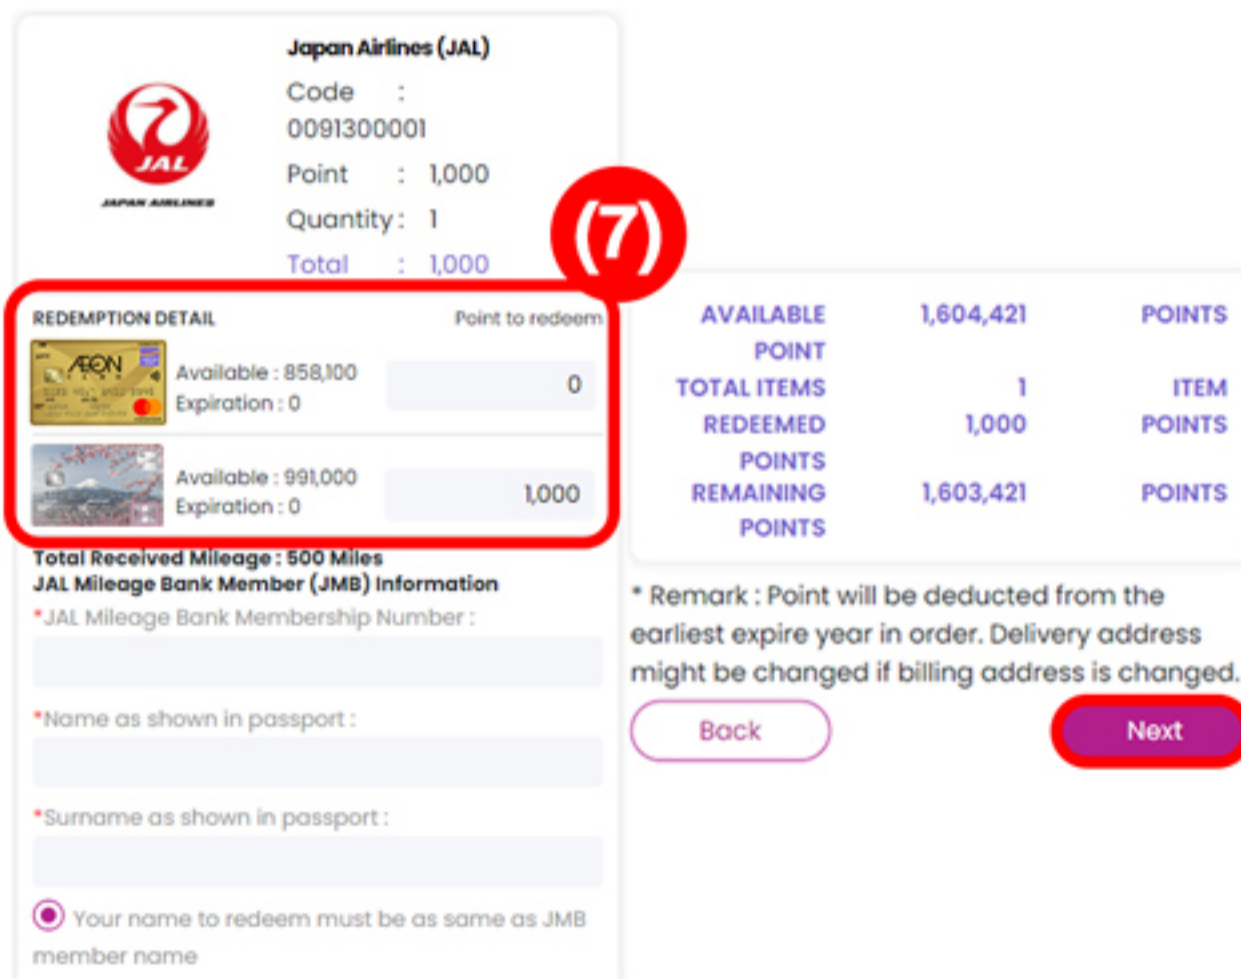 Japan Airlines (JAL)
Code :
0091300001
Point : 1,000
Quantity : 1
Total : 1,000
JAL
JAPAN AIRLINES
(7)
REDEMPTION DETAIL Point to redeem
AEON
Available : 858,100
Expiration : 0
0
Available : 991,000
Expiration : 0
1,000
Total Received Mileage : 500 Miles
JAL Mileage Bank Member (JMB) Information
*JAL Mileage Bank Membership Number :
*Name as shown in passport :
*Surname as shown in passport :
Your name to redeem must be as same as JMB
member name
AVAILABLE 1,604,421 POINTS
POINT
TOTAL ITEMS 1 ITEM
REDEEMED 1,000 POINTS
POINTS
REMAINING 1,603,421 POINTS
POINTS
* Remark : Point will be deducted from the
earliest expire year in order. Delivery address
might be changed if billing address is changed.
Back
Next